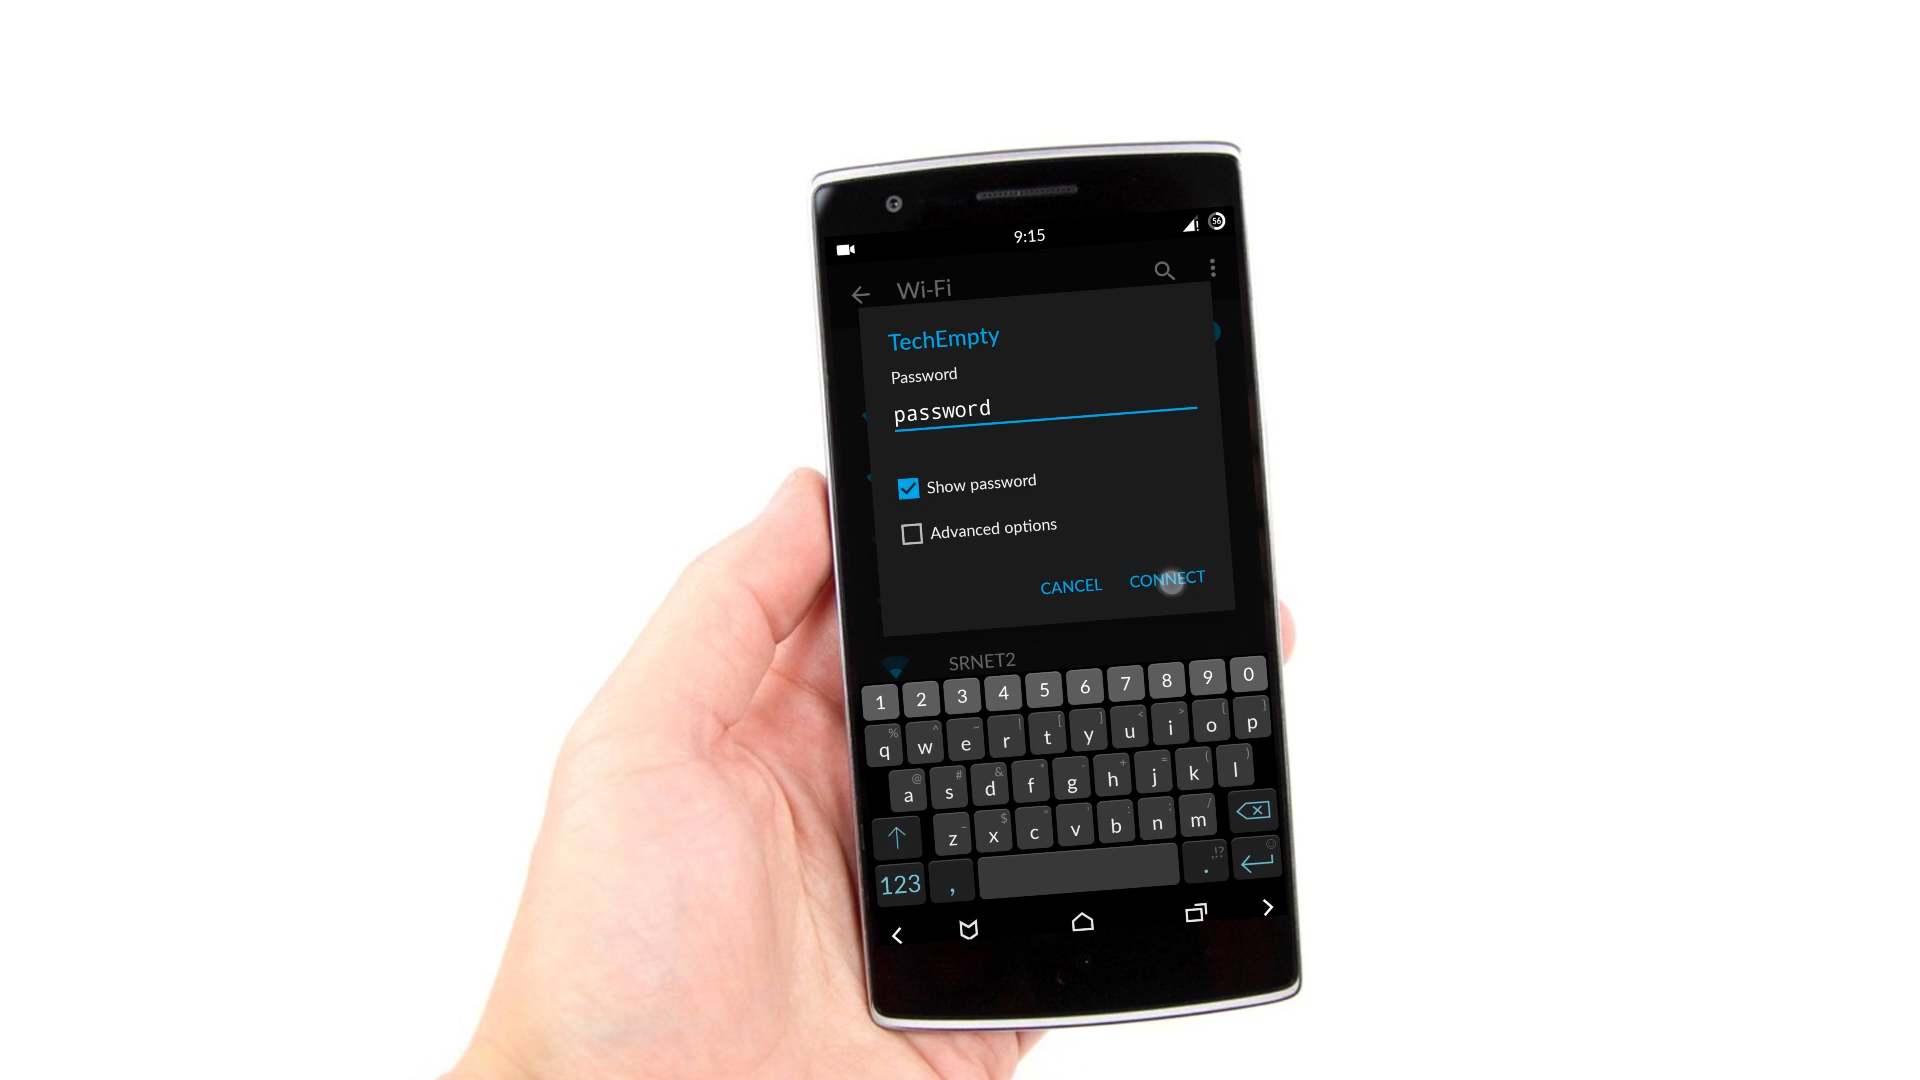 9:15
56
Wi-Fi
TechEmpty
Password
password
Show password
Advanced options
CANCEL CONNECT
SRNET2
1 2 3 4 5 6 7 8 9 0
% ^ ~ | [ ] < > { }
q w e r t y u i o p
@ # & * - + = ( )
a s d f g h j k l
_ $ " ' : ; /
z x c v b n m
123 , . ,!?